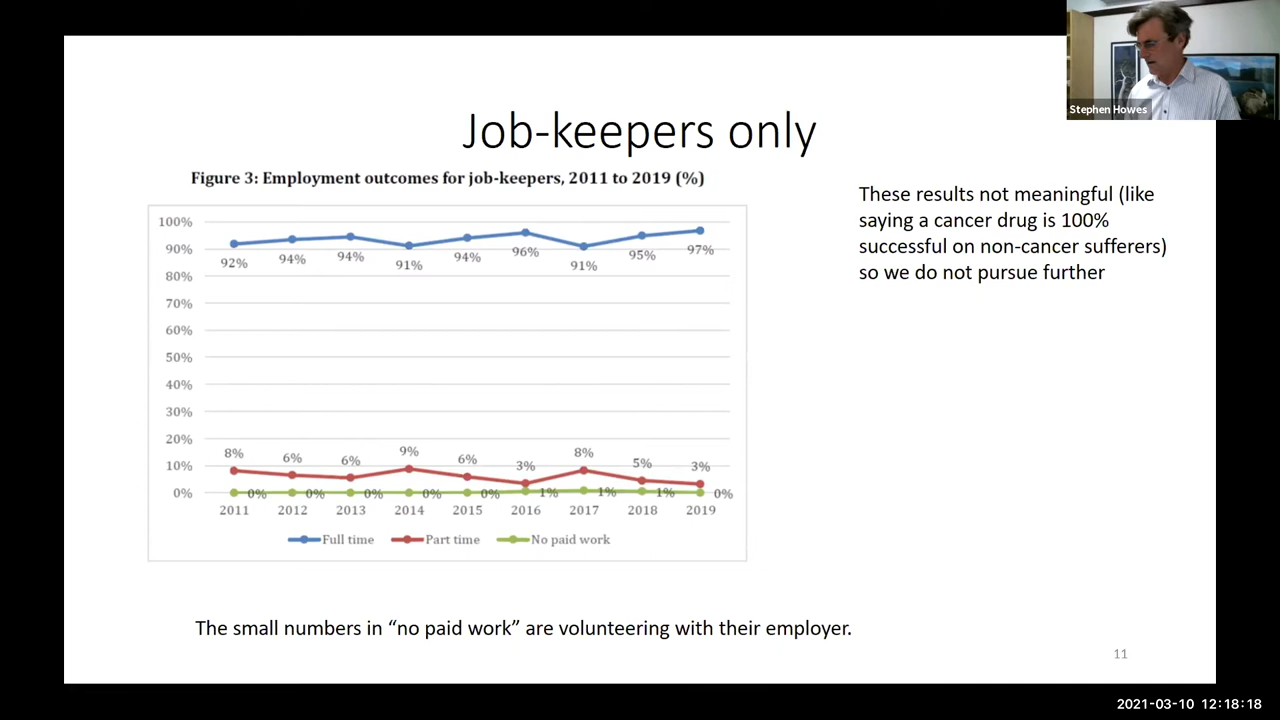 Stephen Howes
Job-keepers only
Figure 3: Employment outcomes for job-keepers, 2011 to 2019 (%)
These results not meaningful (like
saying a cancer drug is 100%
successful on non-cancer sufferers)
so we do not pursue further
100%
90%
80%
70%
60%
50%
40%
30%
20%
10%
0%
92% 94% 94% 91% 94% 96% 91% 95% 97%
8% 6% 6% 9% 6% 3% 8% 5% 3%
0% 0% 0% 0% 0% 1% 1% 1% 0%
2011 2012 2013 2014 2015 2016 2017 2018 2019
Full time Part time No paid work
The small numbers in “no paid work” are volunteering with their employer.
11
2021-03-10 12:18:18